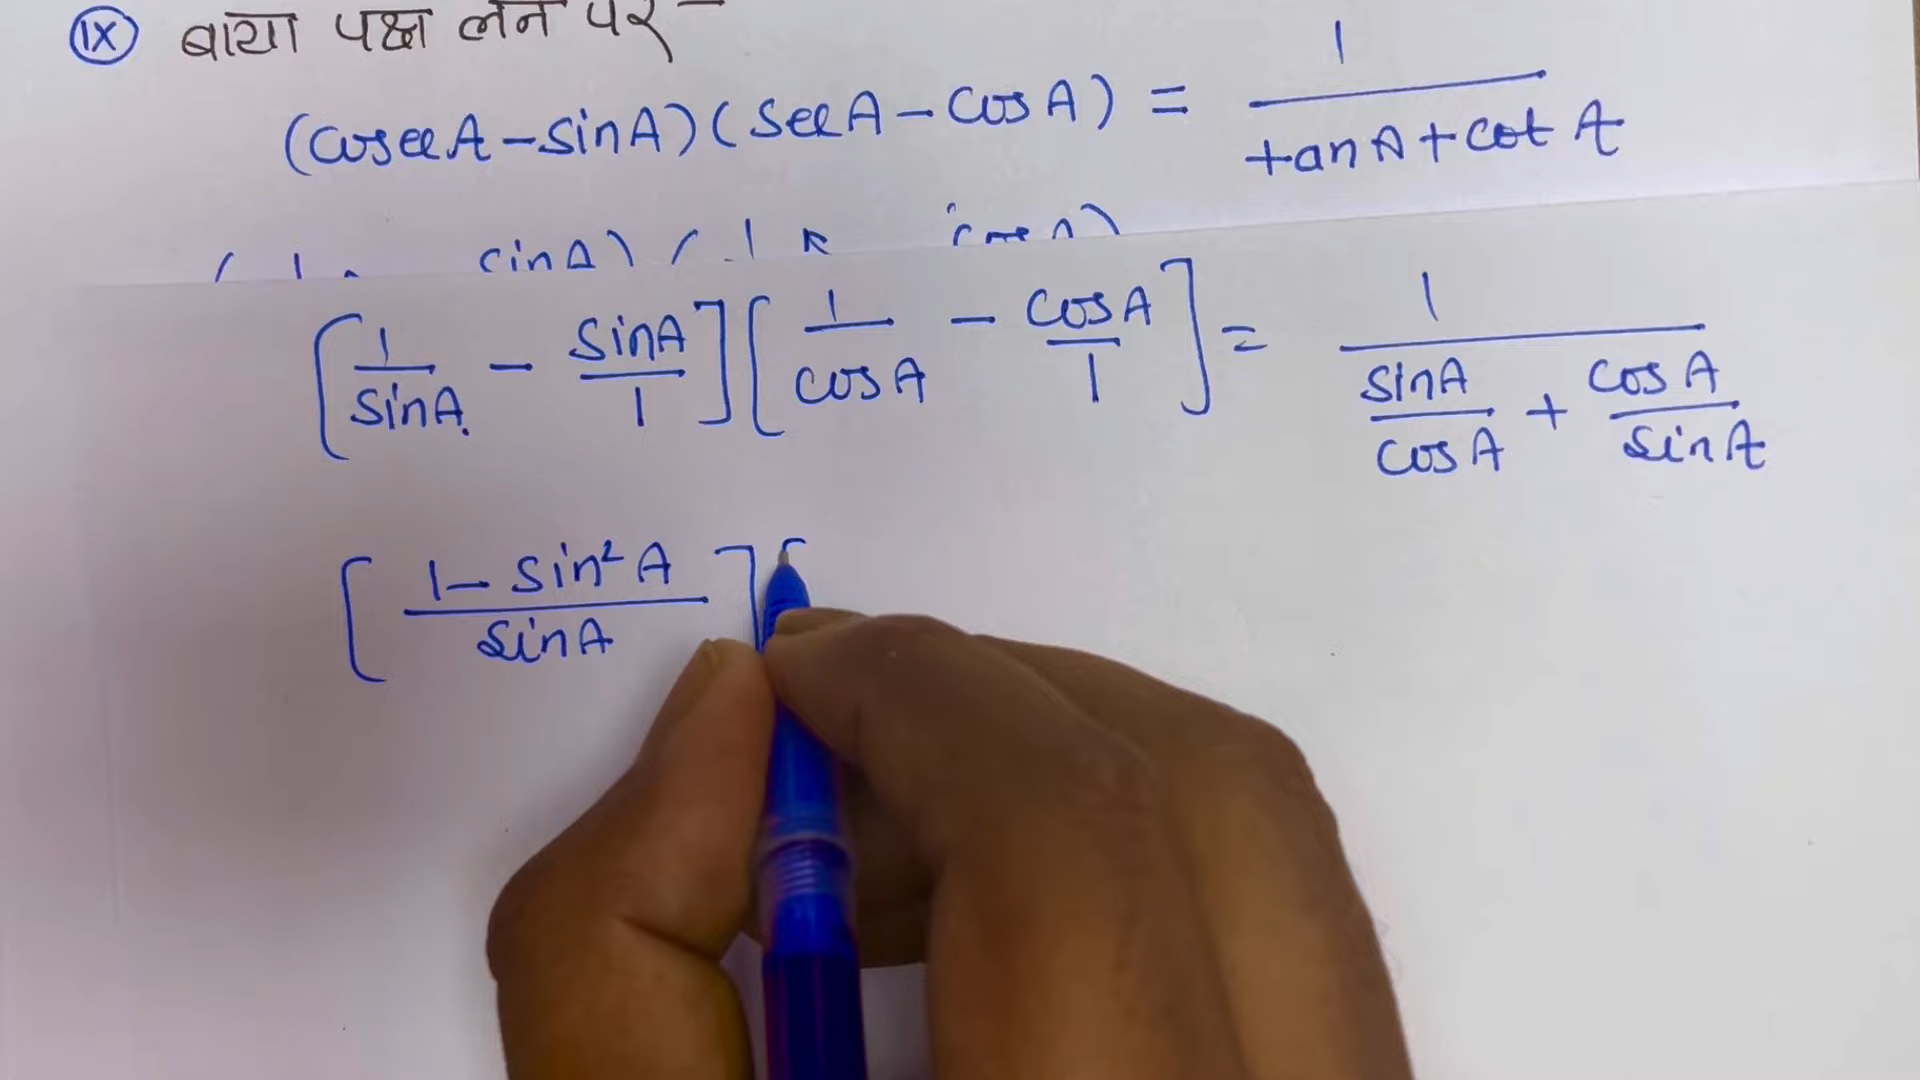 IX बाया पक्ष लेने पर -
(cosecA - sinA)(secA - cosA) = 1/(tanA + cotA)
[1/sinA - sinA/1][1/cosA - cosA/1] = 1/(sinA/cosA + cosA/sinA)
[(1 - sin²A)/sinA][